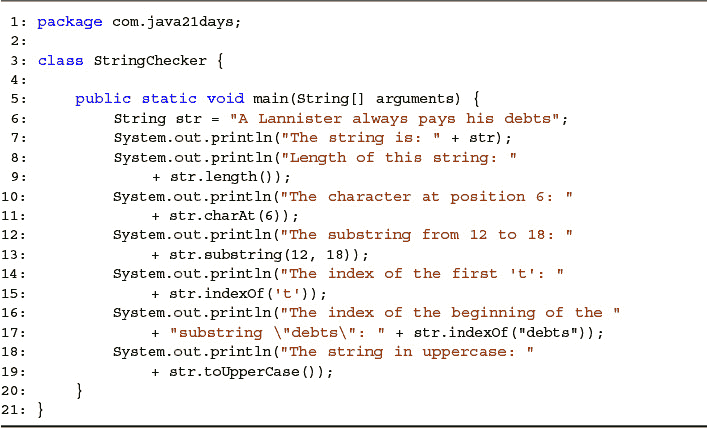 1: package com.java21days;
2:
3: class StringChecker {
4:
5:     public static void main(String[] arguments) {
6:         String str = "A Lannister always pays his debts";
7:         System.out.println("The string is: " + str);
8:         System.out.println("Length of this string: "
9:             + str.length());
10:         System.out.println("The character at position 6: "
11:             + str.charAt(6));
12:         System.out.println("The substring from 12 to 18: "
13:             + str.substring(12, 18));
14:         System.out.println("The index of the first 't': "
15:             + str.indexOf('t'));
16:         System.out.println("The index of the beginning of the "
17:             + "substring \"debts\": " + str.indexOf("debts"));
18:         System.out.println("The string in uppercase: "
19:             + str.toUpperCase());
20:     }
21: }